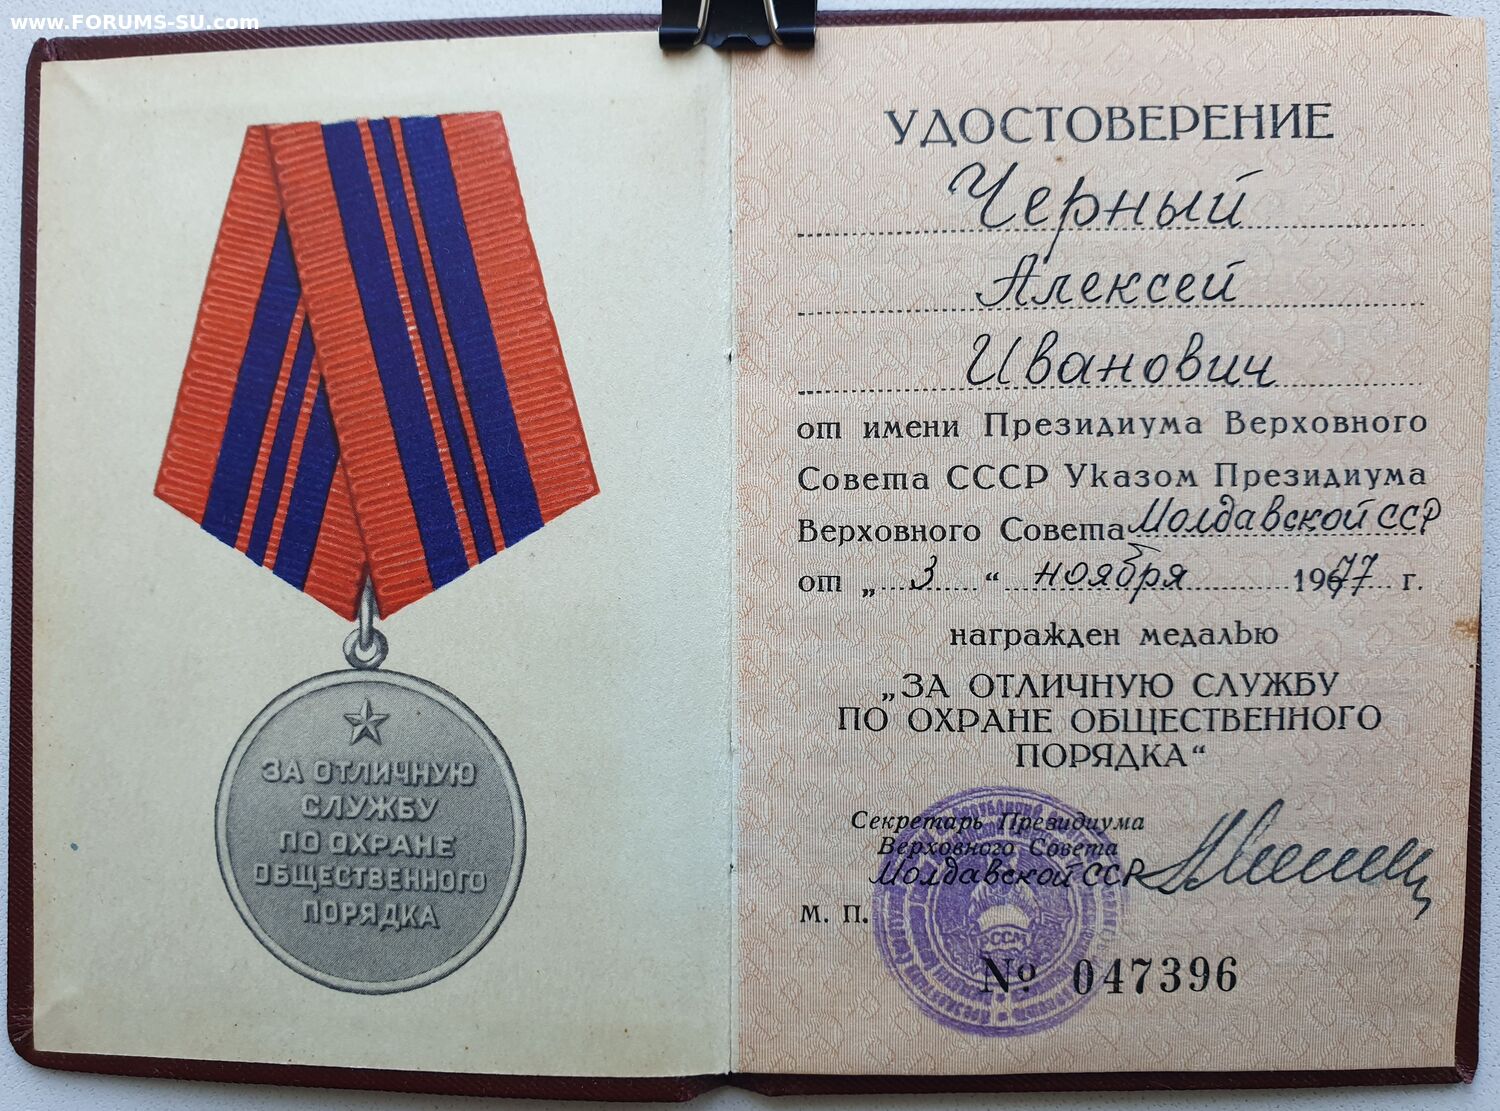 www.FORUMS-SU.com
ЗА ОТЛИЧНУЮ
СЛУЖБУ
ПО ОХРАНЕ
ОБЩЕСТВЕННОГО
ПОРЯДКА
УДОСТОВЕРЕНИЕ
Черный
Алексей
Иванович
от имени Президиума Верховного
Совета СССР Указом Президиума
Верховного Совета Молдавской ССР
от „ 3 “ ноября 1977 г.
награжден медалью
„ЗА ОТЛИЧНУЮ СЛУЖБУ
ПО ОХРАНЕ ОБЩЕСТВЕННОГО
ПОРЯДКА“
Секретарь Президиума
Верховного Совета
Молдавской ССР
М. П.
РССМ
№ 047396